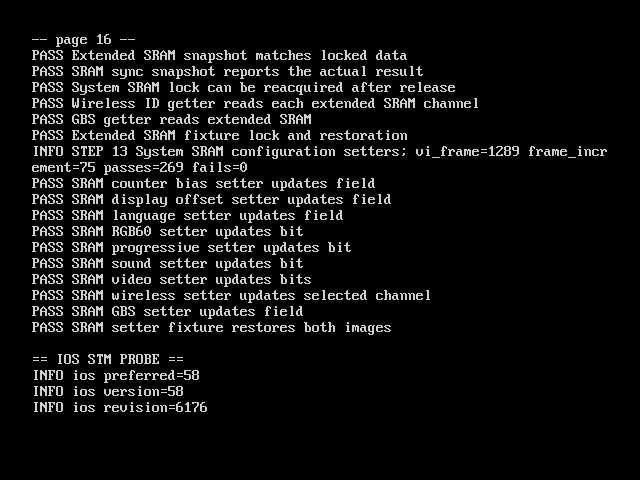 -- page 16 --
PASS Extended SRAM snapshot matches locked data
PASS SRAM sync snapshot reports the actual result
PASS System SRAM lock can be reacquired after release
PASS Wireless ID getter reads each extended SRAM channel
PASS GBS getter reads extended SRAM
PASS Extended SRAM fixture lock and restoration
INFO STEP 13 System SRAM configuration setters; vi_frame=1289 frame_incr
ement=75 passes=269 fails=0
PASS SRAM counter bias setter updates field
PASS SRAM display offset setter updates field
PASS SRAM language setter updates field
PASS SRAM RGB60 setter updates bit
PASS SRAM progressive setter updates bit
PASS SRAM sound setter updates bit
PASS SRAM video setter updates bits
PASS SRAM wireless setter updates selected channel
PASS SRAM GBS setter updates field
PASS SRAM setter fixture restores both images
== IOS STM PROBE ==
INFO ios preferred=58
INFO ios version=58
INFO ios revision=6176